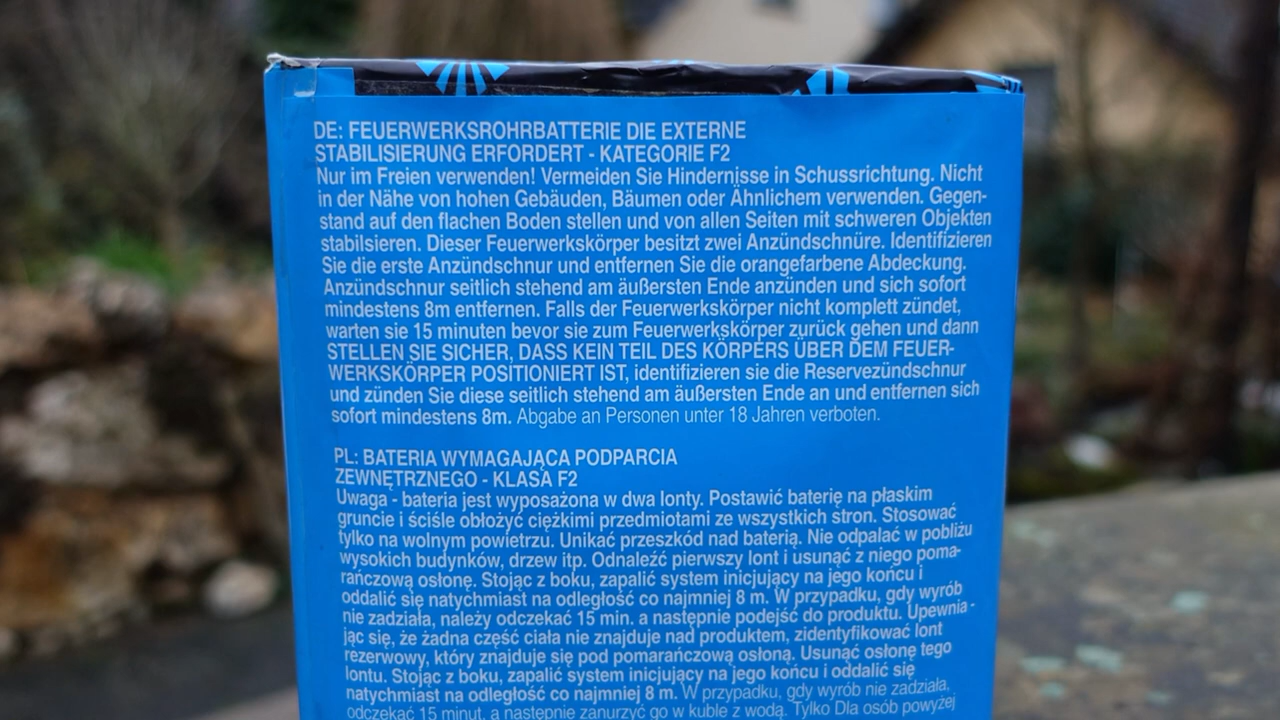 DE: FEUERWERKSROHRBATTERIE DIE EXTERNE
STABILISIERUNG ERFORDERT - KATEGORIE F2
Nur im Freien verwenden! Vermeiden Sie Hindernisse in Schussrichtung. Nicht
in der Nähe von hohen Gebäuden, Bäumen oder Ähnlichem verwenden. Gegen-
stand auf den flachen Boden stellen und von allen Seiten mit schweren Objekten
stabilsieren. Dieser Feuerwerkskörper besitzt zwei Anzündschnüre. Identifizieren
Sie die erste Anzündschnur und entfernen Sie die orangefarbene Abdeckung.
Anzündschnur seitlich stehend am äußersten Ende anzünden und sich sofort
mindestens 8m entfernen. Falls der Feuerwerkskörper nicht komplett zündet,
warten sie 15 minuten bevor sie zum Feuerwerkskörper zurück gehen und dann
STELLEN SIE SICHER, DASS KEIN TEIL DES KÖRPERS ÜBER DEM FEUER-
WERKSKÖRPER POSITIONIERT IST, identifizieren sie die Reservezündschnur
und zünden Sie diese seitlich stehend am äußersten Ende an und entfernen sich
sofort mindestens 8m. Abgabe an Personen unter 18 Jahren verboten.
PL: BATERIA WYMAGAJĄCA PODPARCIA
ZEWNĘTRZNEGO - KLASA F2
Uwaga - bateria jest wyposażona w dwa lonty. Postawić baterię na płaskim
gruncie i ściśle obłożyć ciężkimi przedmiotami ze wszystkich stron. Stosować
tylko na wolnym powietrzu. Unikać przeszkód nad baterią. Nie odpalać w pobliżu
wysokich budynków, drzew itp. Odnaleźć pierwszy lont i usunąć z niego poma-
rańczową osłonę. Stojąc z boku, zapalić system inicjujący na jego końcu i
oddalić się natychmiast na odległość co najmniej 8 m. W przypadku, gdy wyrób
nie zadziała, należy odczekać 15 min. a następnie podejść do produktu. Upewnia -
jąc się, że żadna część ciała nie znajduje nad produktem, zidentyfikować lont
rezerwowy, który znajduje się pod pomarańczową osłoną. Usunąć osłonę tego
lontu. Stojąc z boku, zapalić system inicjujący na jego końcu i oddalić się
natychmiast na odległość co najmniej 8 m. W przypadku, gdy wyrób nie zadziała,
odczekać 15 minut, a następnie zanurzyć go w kuble z wodą. Tylko Dla osób powyżej